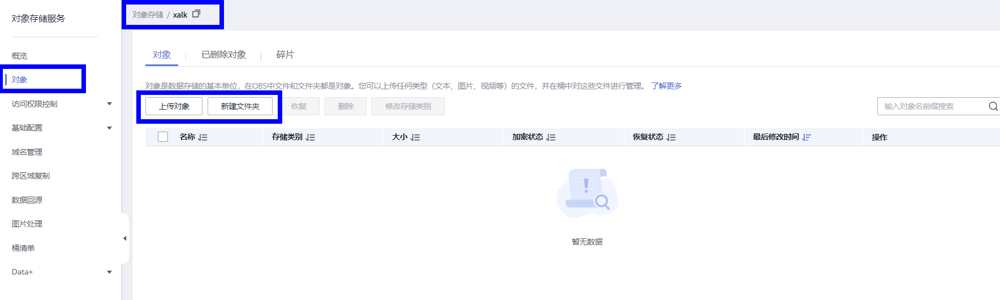 对象存储服务
概览
对象
访问权限控制
基础配置
域名管理
跨区域复制
数据回源
图片处理
桶清单
Data+
对象存储 / xalk
对象 已删除对象 碎片
对象是数据存储的基本单位，在OBS中文件和文件夹都是对象。您可以上传任何类型（文本、图片、视频等）的文件，并在桶中对这些文件进行管理。 了解更多
上传对象 新建文件夹 恢复 删除 修改存储类别 输入对象名前缀搜索
名称 存储类别 大小 加密状态 恢复状态 最后修改时间 操作
暂无数据